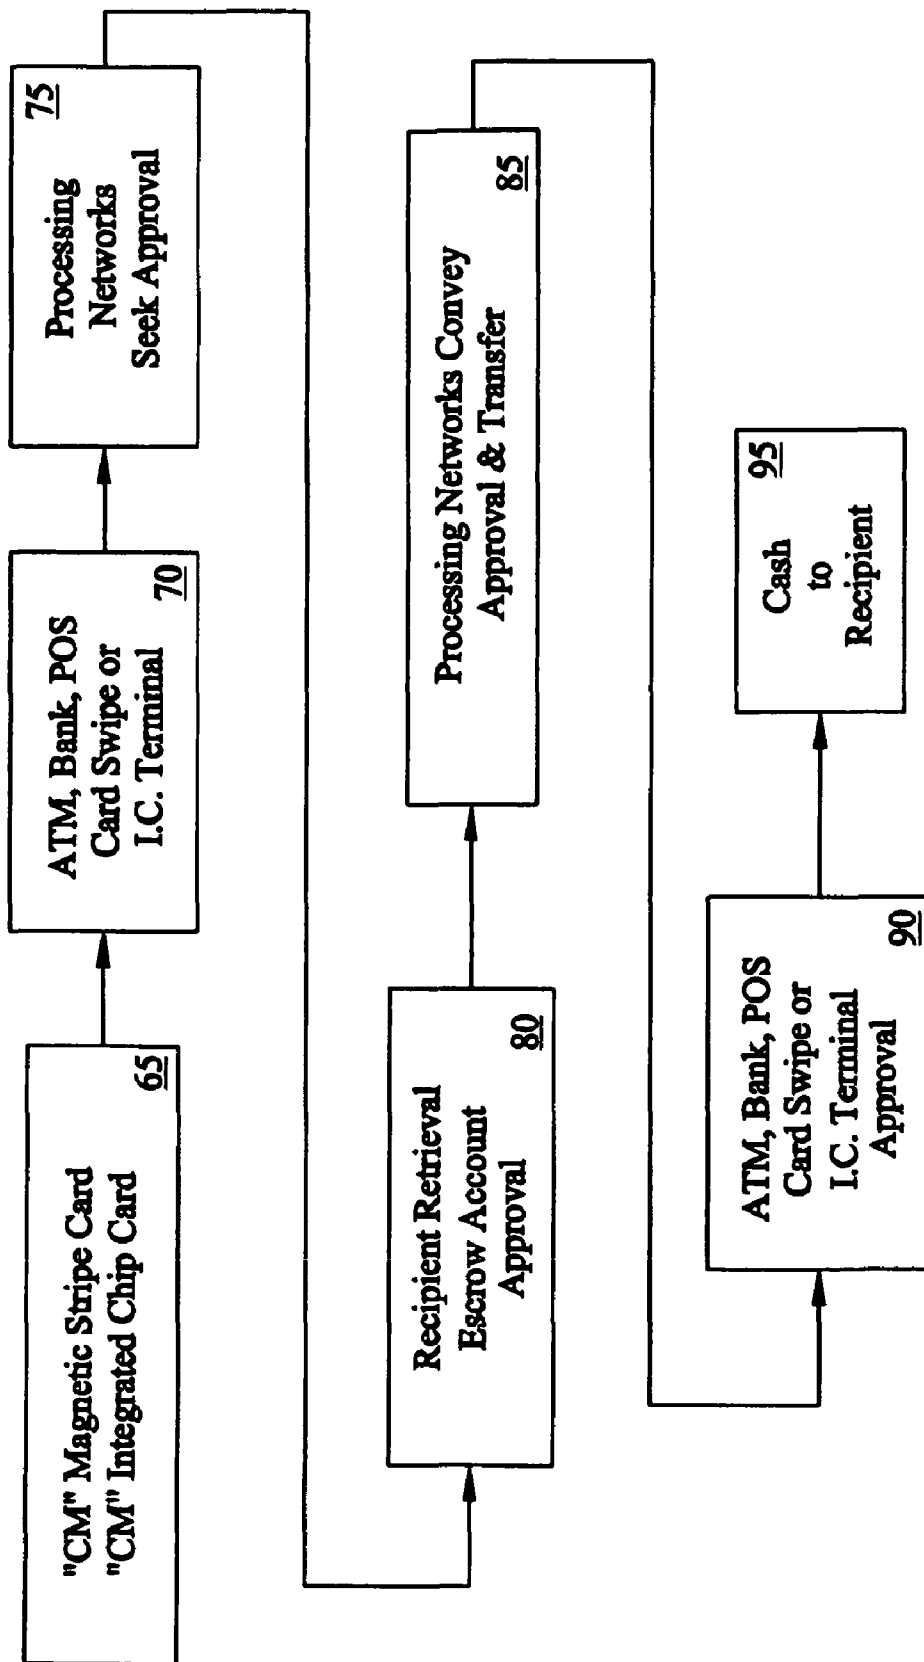 "CM" Magnetic Stripe Card
"CM" Integrated Chip Card
65
ATM, Bank, POS
Card Swipe or
I.C. Terminal
70
Processing
Networks
Seek Approval
75
Recipient Retrieval
Escrow Account
Approval
80
Processing Networks Convey
Approval & Transfer
85
ATM, Bank, POS
Card Swipe or
I.C. Terminal
Approval
90
Cash
to
Recipient
95